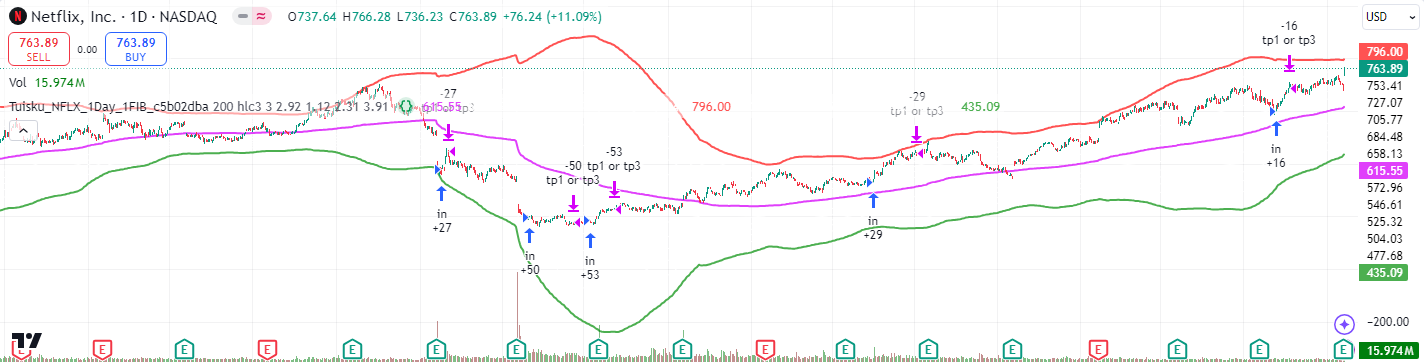 Netflix, Inc. · 1D · NASDAQ O737.64 H766.28 L736.23 C763.89 +76.24 (+11.09%)
USD
763.89 SELL 0.00 763.89 BUY
Vol 15.974M
Tuisku_NFLX_1Day_1FIB_c5b02dba 200 hlc3 3 2.92 1.12 2.31 3.91 615.55 796.00 435.09
-27
-50
tp1 or tp3
-53
tp1 or tp3
-29
tp1 or tp3
-16
tp1 or tp3
in
+27
in
+50
in
+53
in
+29
in
+16
796.00
763.89
753.41
727.07
705.77
684.48
658.13
615.55
572.96
546.61
525.32
504.03
477.68
435.09
-200.00
15.974M
E E E E E E E E E E E E E E E E E